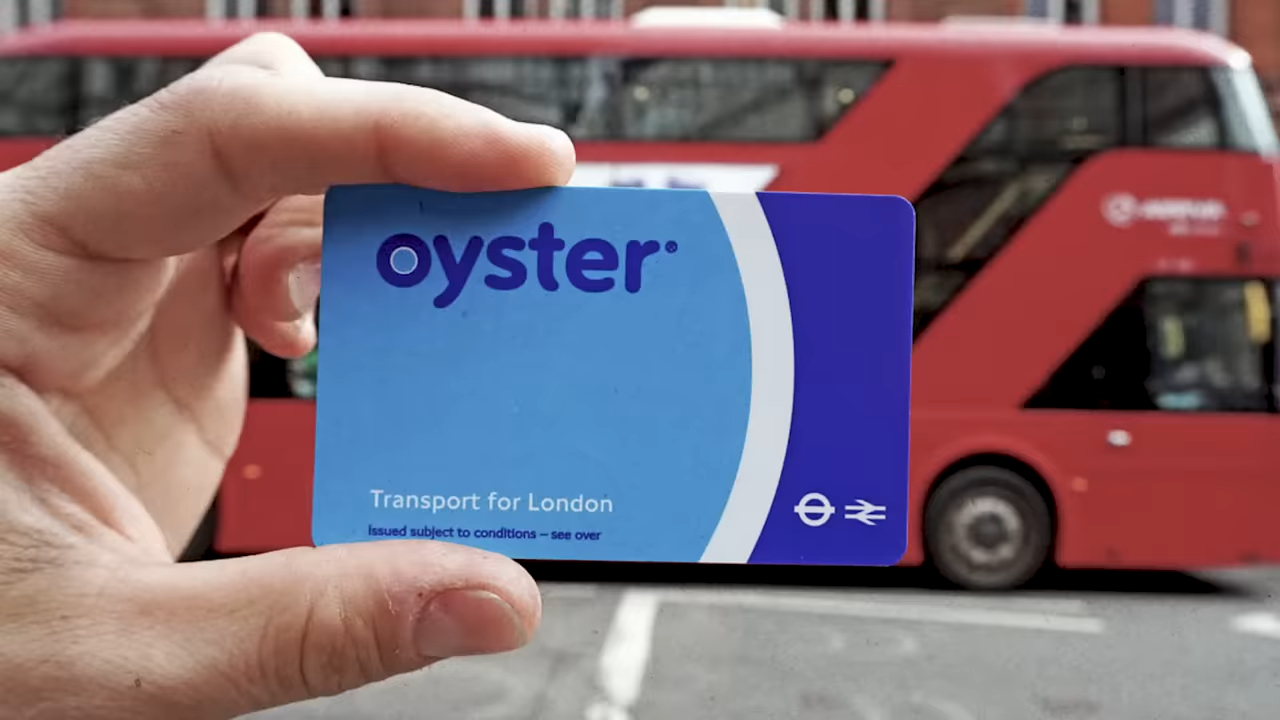 oyster
Transport for London
Issued subject to conditions – see over